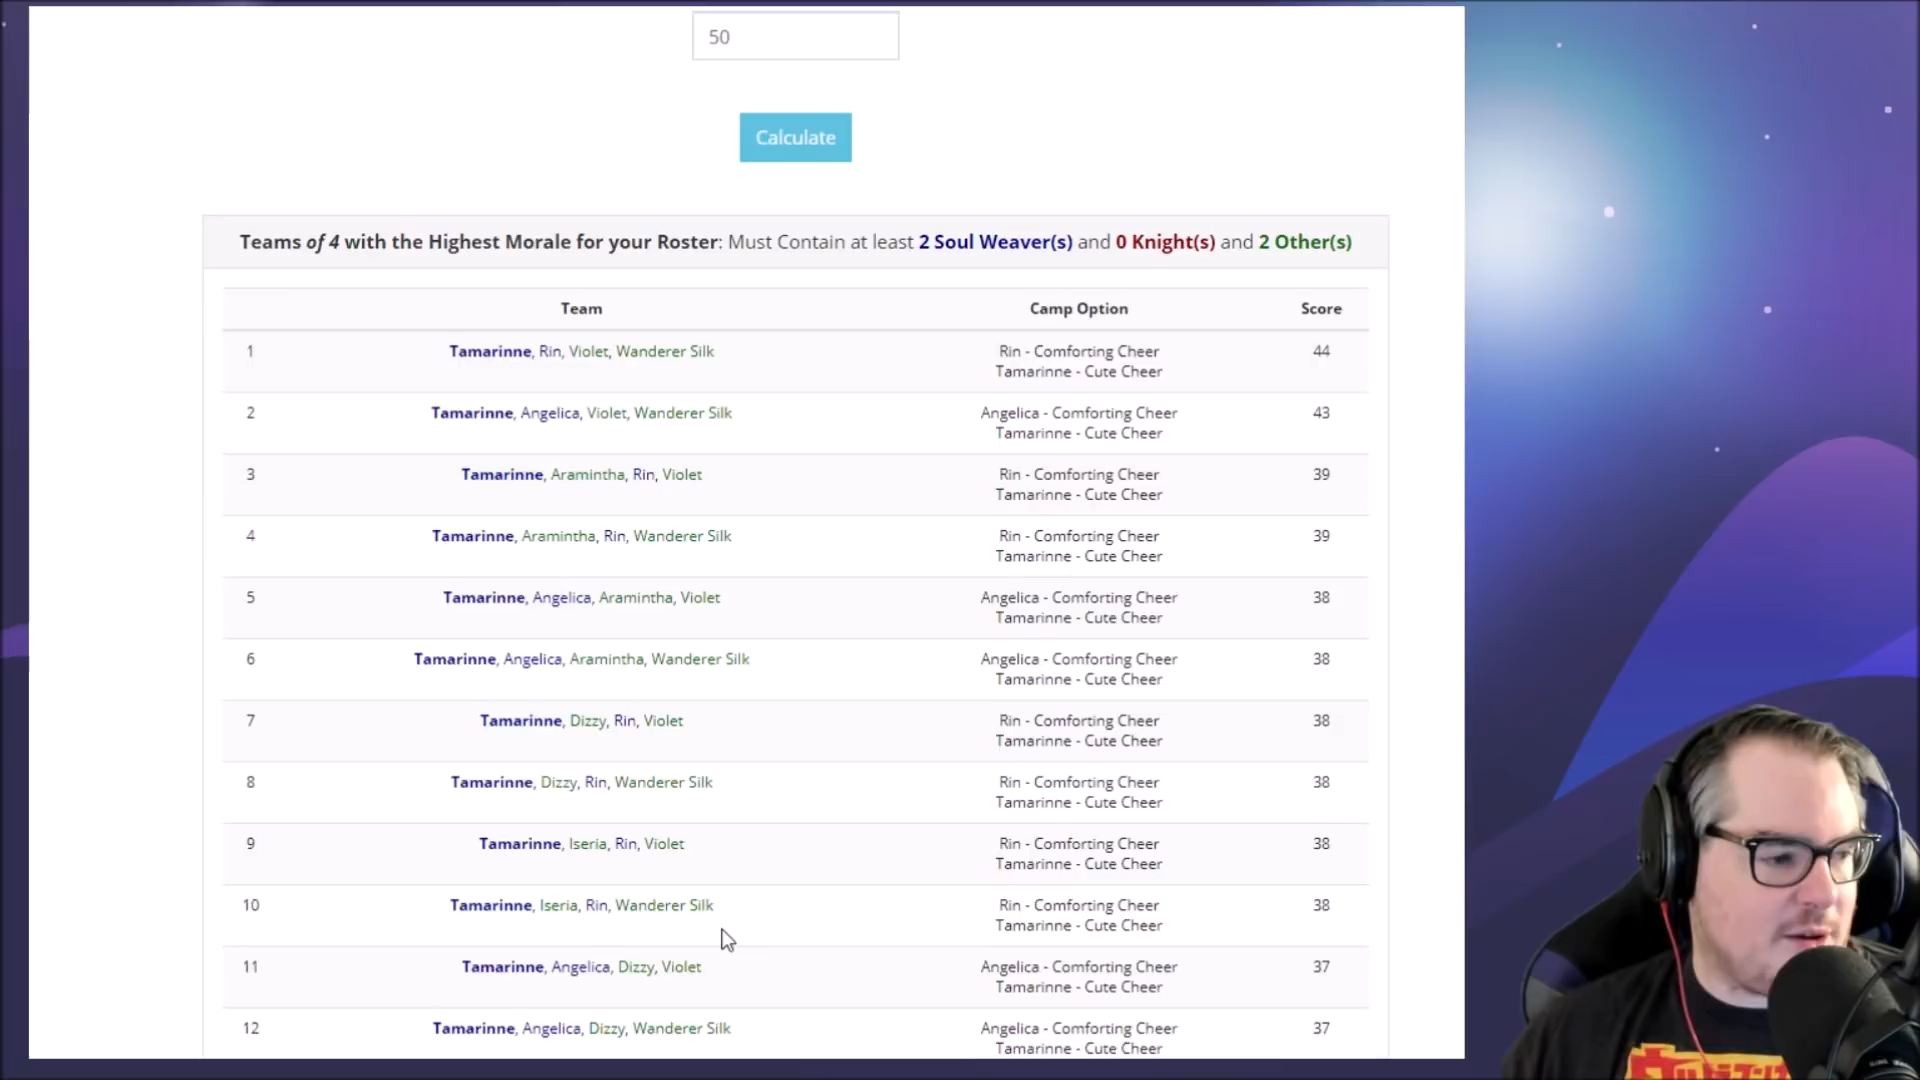 50
Calculate
Teams of 4 with the Highest Morale for your Roster: Must Contain at least 2 Soul Weaver(s) and 0 Knight(s) and 2 Other(s)
Team Camp Option Score
1 Tamarinne, Rin, Violet, Wanderer Silk Rin - Comforting Cheer 44
Tamarinne - Cute Cheer
2 Tamarinne, Angelica, Violet, Wanderer Silk Angelica - Comforting Cheer 43
Tamarinne - Cute Cheer
3 Tamarinne, Aramintha, Rin, Violet Rin - Comforting Cheer 39
Tamarinne - Cute Cheer
4 Tamarinne, Aramintha, Rin, Wanderer Silk Rin - Comforting Cheer 39
Tamarinne - Cute Cheer
5 Tamarinne, Angelica, Aramintha, Violet Angelica - Comforting Cheer 38
Tamarinne - Cute Cheer
6 Tamarinne, Angelica, Aramintha, Wanderer Silk Angelica - Comforting Cheer 38
Tamarinne - Cute Cheer
7 Tamarinne, Dizzy, Rin, Violet Rin - Comforting Cheer 38
Tamarinne - Cute Cheer
8 Tamarinne, Dizzy, Rin, Wanderer Silk Rin - Comforting Cheer 38
Tamarinne - Cute Cheer
9 Tamarinne, Iseria, Rin, Violet Rin - Comforting Cheer 38
Tamarinne - Cute Cheer
10 Tamarinne, Iseria, Rin, Wanderer Silk Rin - Comforting Cheer 38
Tamarinne - Cute Cheer
11 Tamarinne, Angelica, Dizzy, Violet Angelica - Comforting Cheer 37
Tamarinne - Cute Cheer
12 Tamarinne, Angelica, Dizzy, Wanderer Silk Angelica - Comforting Cheer 37
Tamarinne - Cute Cheer